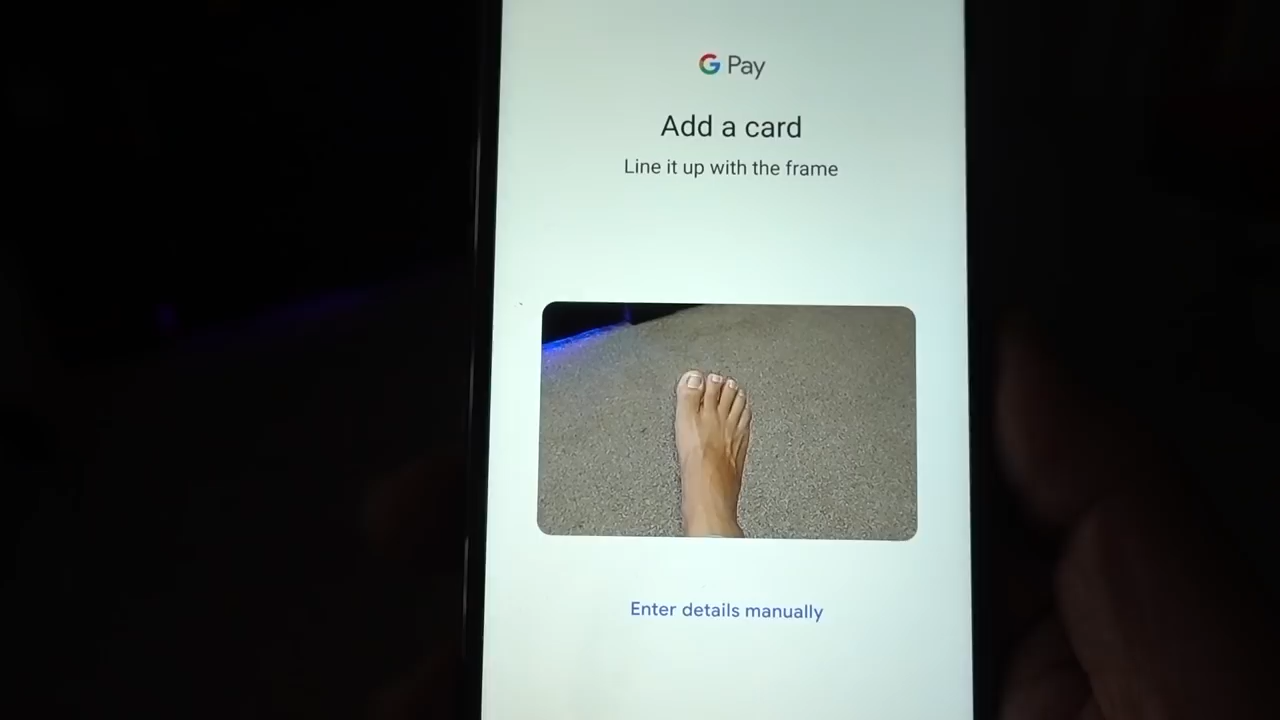 G Pay
Add a card
Line it up with the frame
Enter details manually